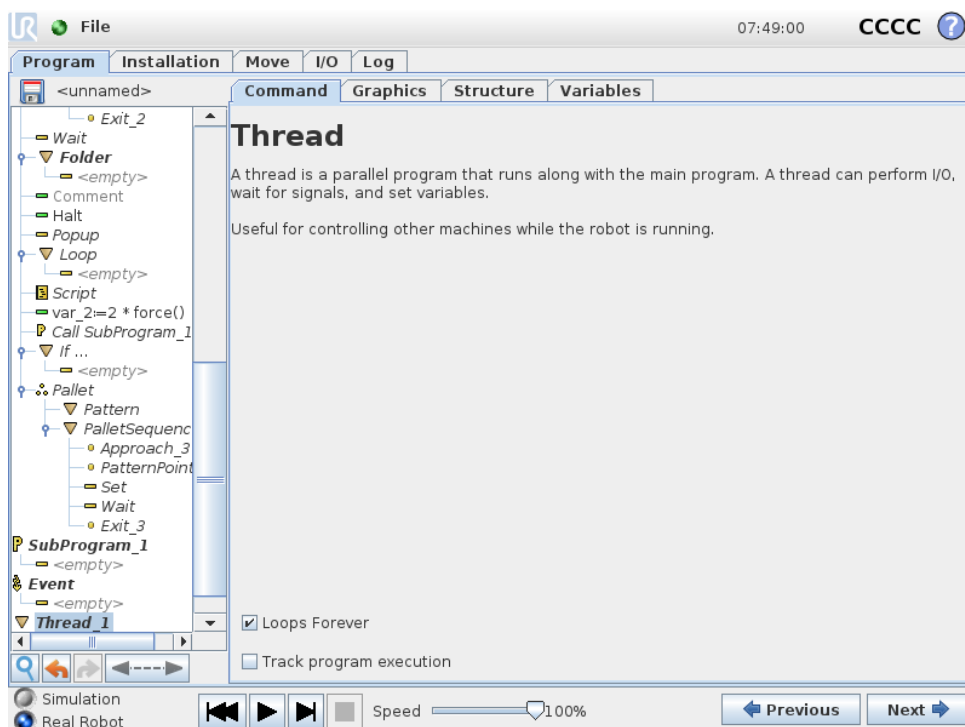 UR File 07:49:00 CCCC ?
Program Installation Move I/O Log
<unnamed> Command Graphics Structure Variables
Exit_2
Wait
Folder
<empty>
Comment
Halt
Popup
Loop
<empty>
Script
var_2:=2 * force()
Call SubProgram_1
If ...
<empty>
Pallet
Pattern
PalletSequenc
Approach_3
PatternPoint
Set
Wait
Exit_3
SubProgram_1
<empty>
Event
<empty>
Thread_1
Thread
A thread is a parallel program that runs along with the main program. A thread can perform I/O,
wait for signals, and set variables.
Useful for controlling other machines while the robot is running.
Loops Forever
Track program execution
Simulation
Real Robot
Speed 100%
Previous Next